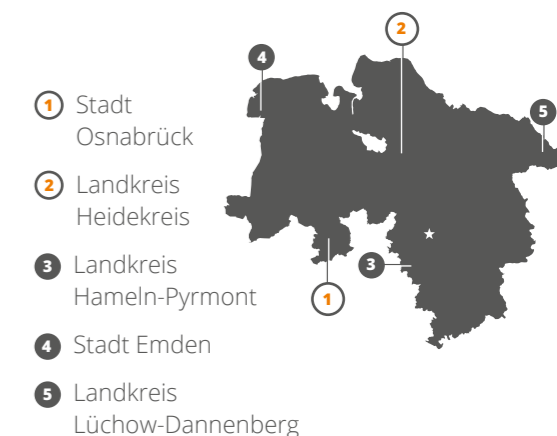 1 Stadt
Osnabrück
2 Landkreis
Heidekreis
3 Landkreis
Hameln-Pyrmont
4 Stadt Emden
5 Landkreis
Lüchow-Dannenberg
2
4
5
3
1